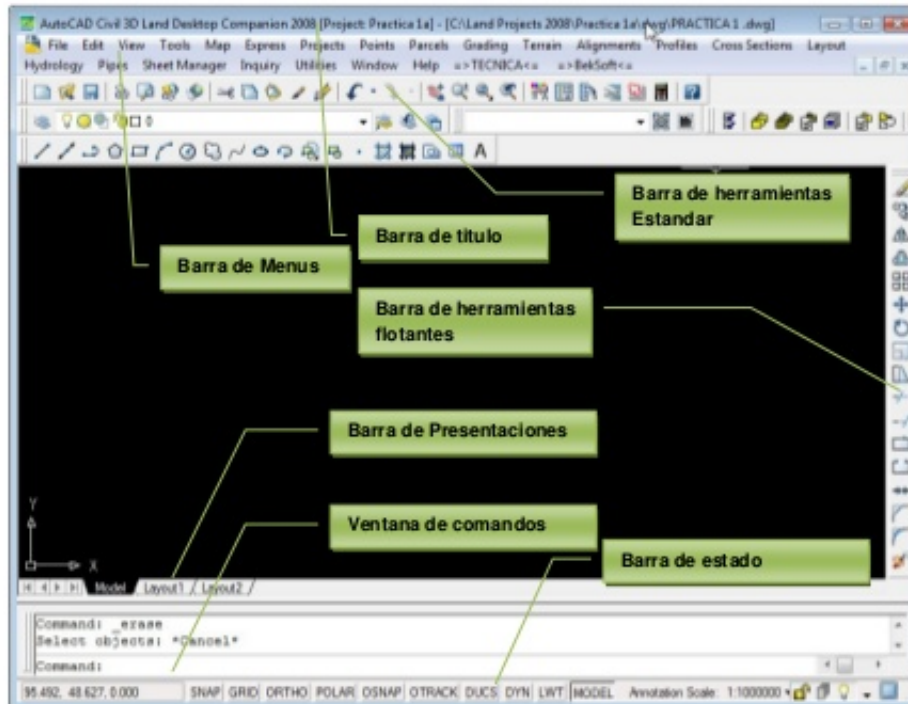 AutoCAD Civil 3D Land Desktop Companion 2008 [Project: Practica 1a] - [C:\Land Projects 2008\Practica 1a\dwg\PRACTICA 1 .dwg]
File Edit View Tools Map Express Projects Points Parcels Grading Terrain Alignments Profiles Cross Sections Layout
Hydrology Pipes Sheet Manager Inquiry Utilities Window Help =>TECNICA<= =>BekSoft<=
0
A
Barra de herramientas
Estandar
Barra de titulo
Barra de Menus
Barra de herramientas
flotantes
Barra de Presentaciones
Ventana de comandos
Barra de estado
Y
X
Model Layout1 Layout2
Command: _erase
Select objects: *Cancel*
Command:
95.492, 48.627, 0.000 SNAP GRID ORTHO POLAR OSNAP OTRACK DUCS DYN LWT MODEL Annotation Scale: 1:1000000